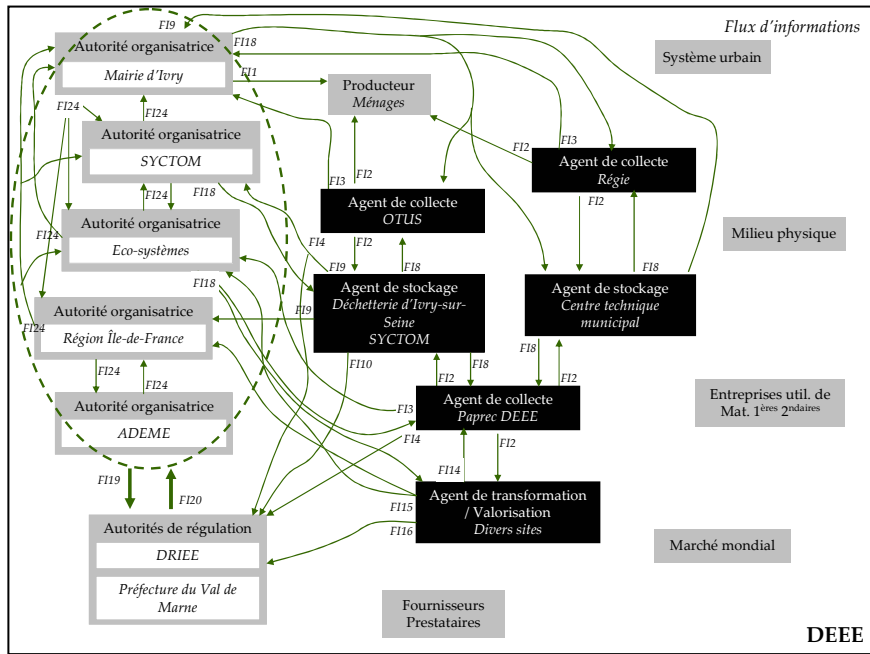 FI9
Flux d'informations
Autorité organisatrice
Mairie d'Ivry
FI18
Système urbain
FI1
Producteur
Ménages
FI24
FI24
Autorité organisatrice
SYCTOM
FI2
FI3
Agent de collecte
Régie
FI3
FI2
FI18
Agent de collecte
OTUS
FI2
FI24
Autorité organisatrice
Eco-systèmes
FI24
FI4
FI2
Milieu physique
FI9
FI8
FI8
FI18
Agent de stockage
Déchetterie d'Ivry-sur-
Seine
SYCTOM
Agent de stockage
Centre technique
municipal
Autorité organisatrice
Région Île-de-France
FI24
FI9
FI24
FI24
FI10
FI8
FI8
FI2
FI2
Autorité organisatrice
ADEME
Agent de collecte
Paprec DEEE
FI3
FI4
FI2
Entreprises util. de
Mat. 1ères 2ndaires
FI19
FI20
FI14
Agent de transformation
/ Valorisation
Divers sites
FI15
FI16
Autorités de régulation
DRIEE
Préfecture du Val de
Marne
Marché mondial
Fournisseurs
Prestataires
DEEE